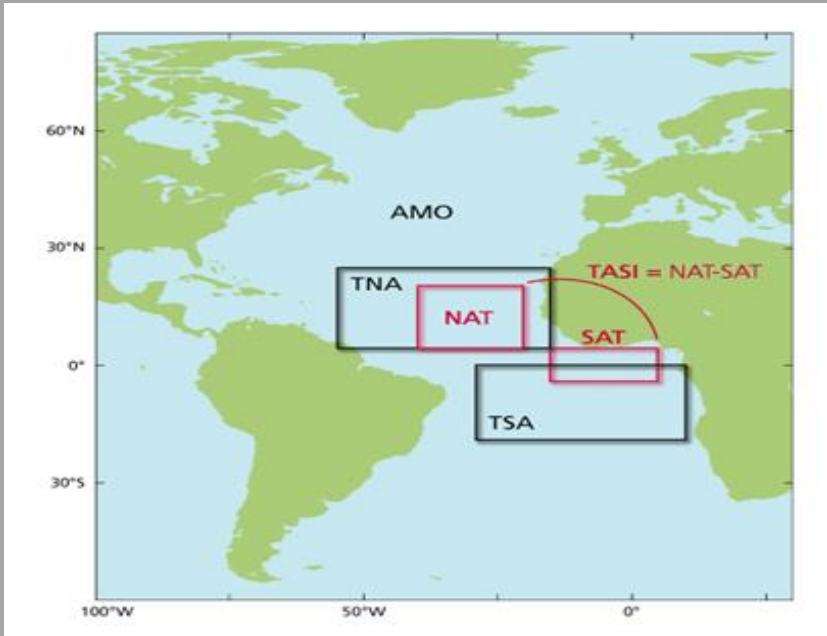 60°N
AMO
30°N
TNA
TASI = NAT-SAT
NAT
SAT
0°
TSA
30°S
100°W
50°W
0°